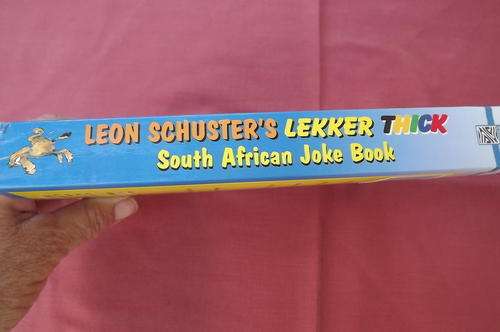 LEON SCHUSTER'S LEKKER THICK
South African Joke Book